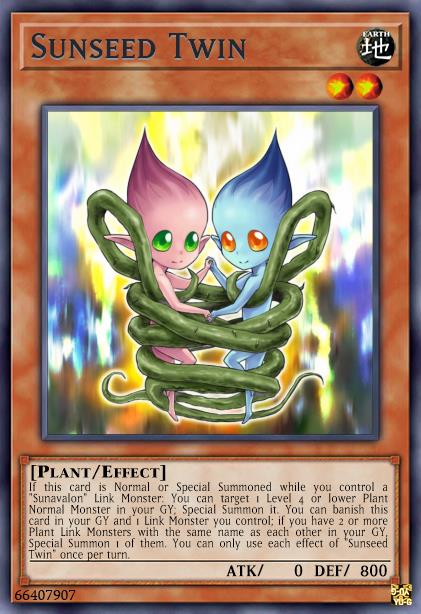 SUNSEED TWIN
EARTH
地
[PLANT/EFFECT]
If this card is Normal or Special Summoned while you control a
"Sunavalon" Link Monster: You can target 1 Level 4 or lower Plant
Normal Monster in your GY; Special Summon it. You can banish this
card in your GY and 1 Link Monster you control; if you have 2 or more
Plant Link Monsters with the same name as each other in your GY,
Special Summon 1 of them. You can only use each effect of "Sunseed
Twin" once per turn.
ATK/ 0 DEF/ 800
66407907